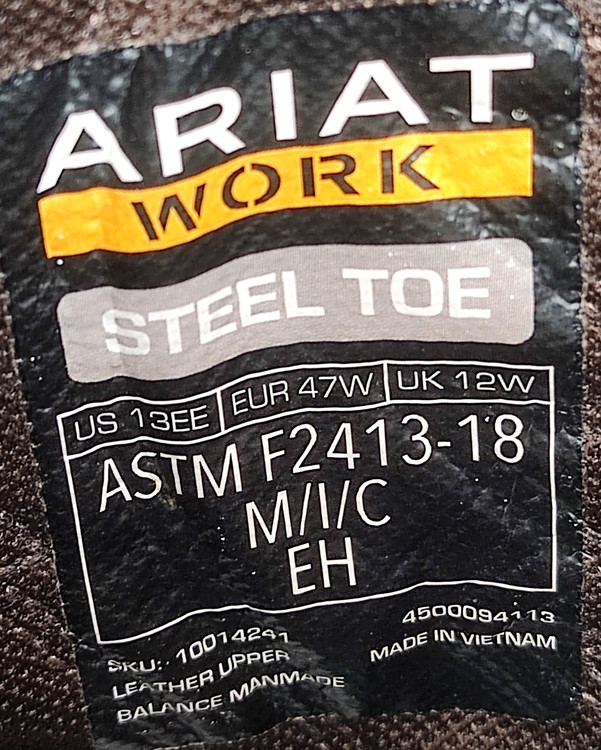 ARIAT
WORK
STEEL TOE
US 13EE EUR 47W UK 12W
ASTM F2413-18
M/I/C
EH
SKU: 10014241
LEATHER UPPER
BALANCE MANMADE
4500094113
MADE IN VIETNAM